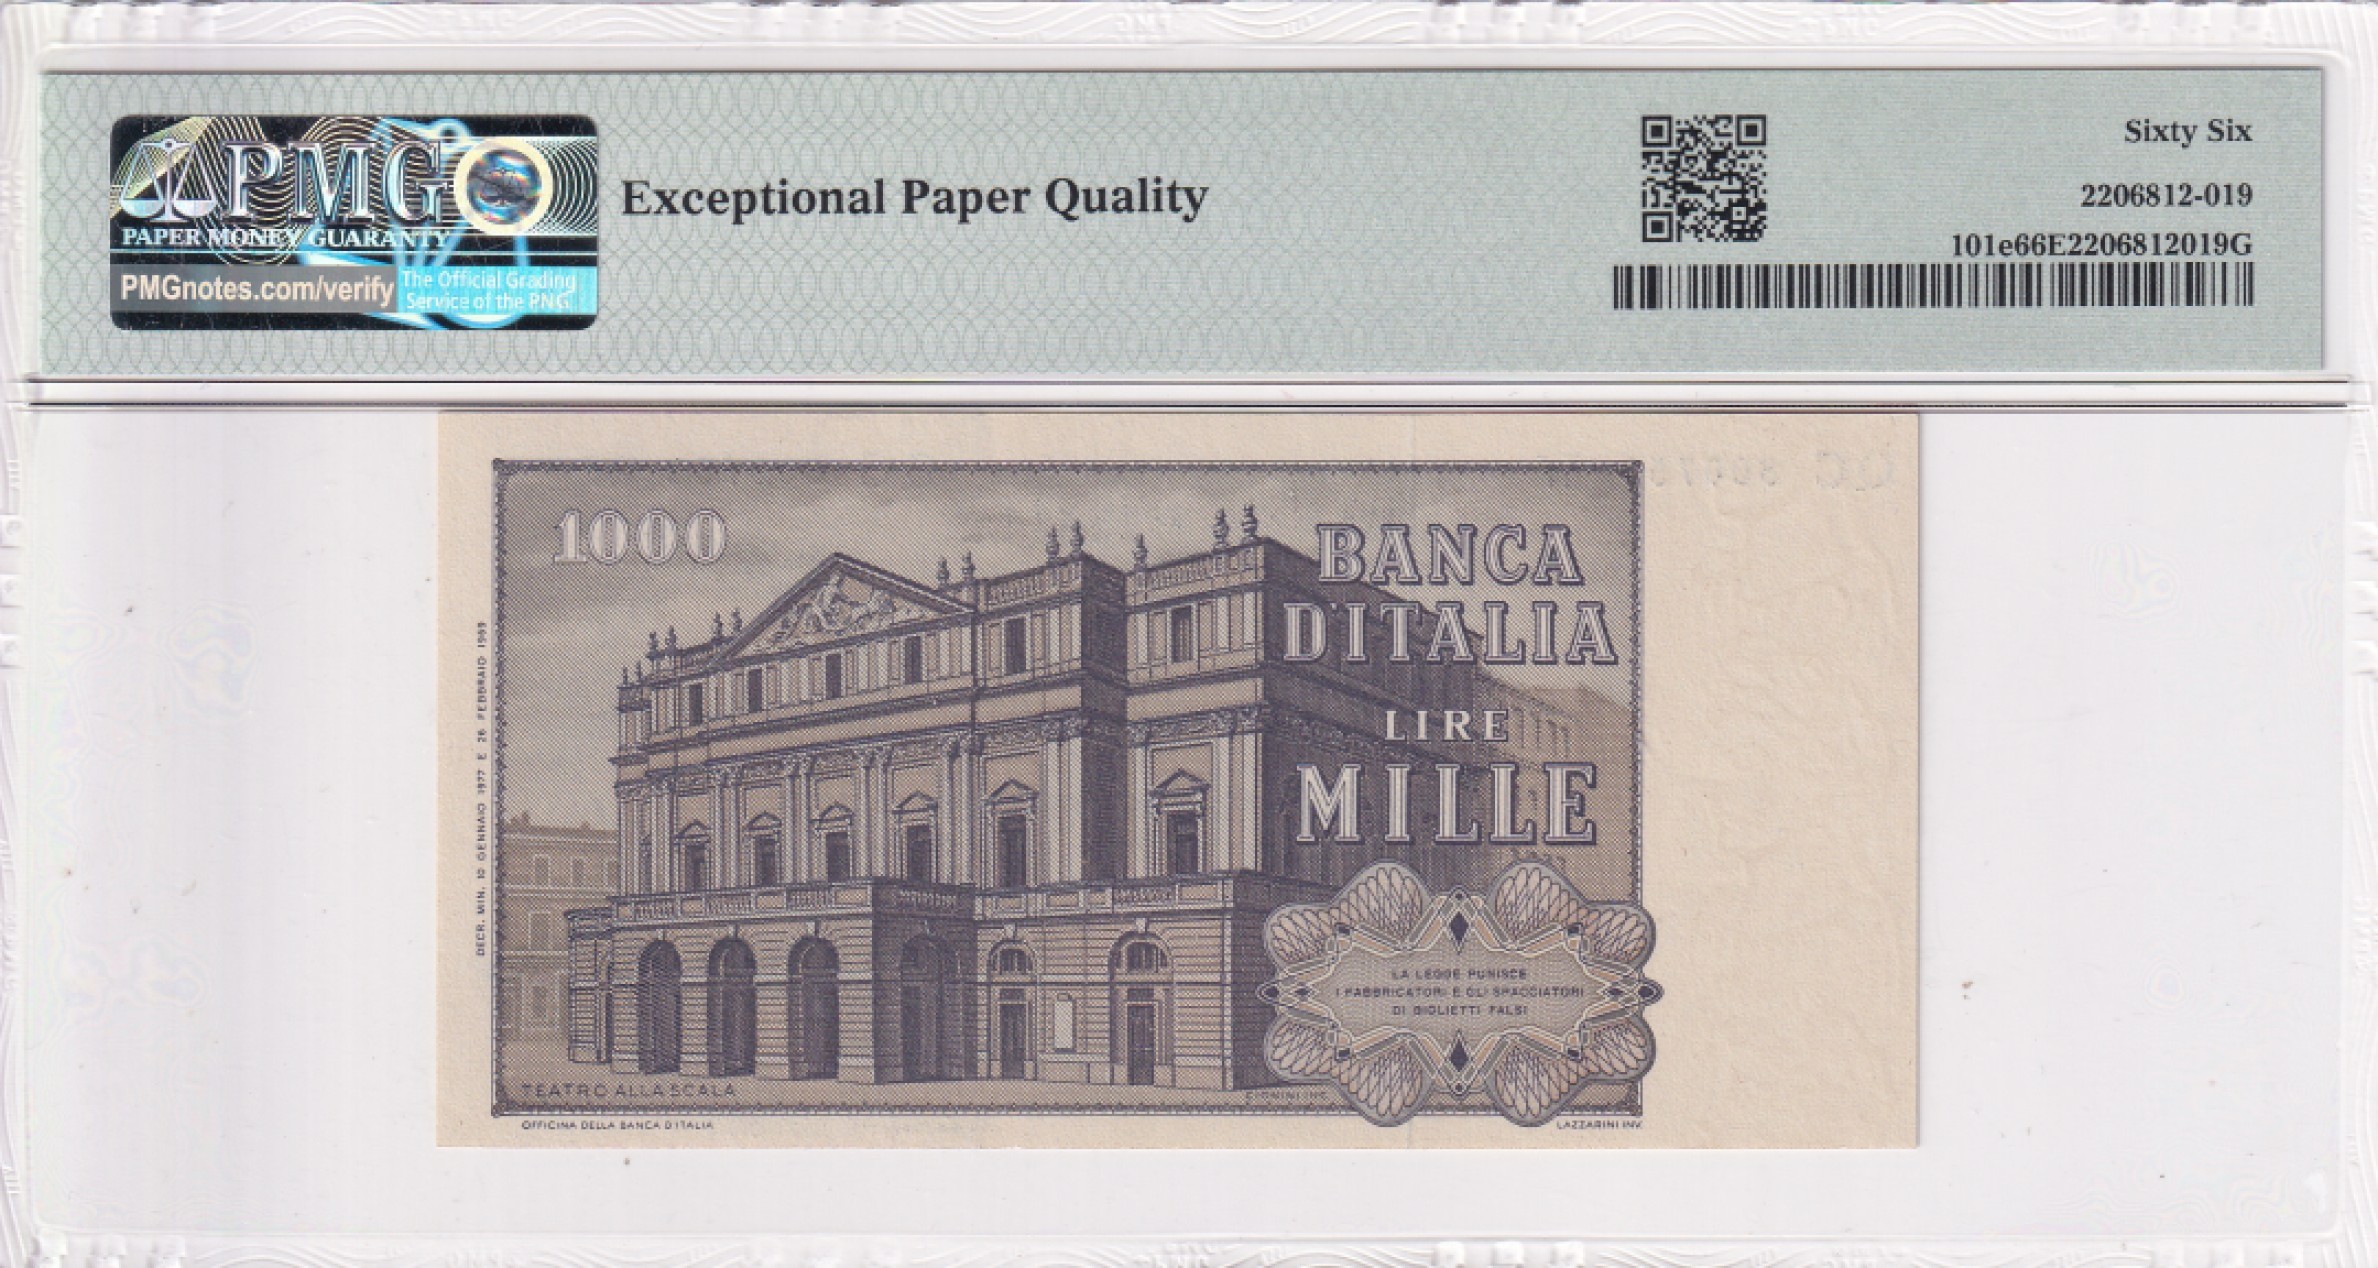 PMG
PAPER MONEY GUARANTY
PMGnotes.com/verify
The Official Grading
Service of the PNG
Exceptional Paper Quality
Sixty Six
2206812-019
101e66E2206812019G
1000
BANCA
D'ITALIA
LIRE
MILLE
DECR. MIN. 10 GENNAIO 1977 E 26 FEBBRAIO 1969
LA LEGGE PUNISCE
I FABBRICATORI E GLI SPACCIATORI
DI BIGLIETTI FALSI
TEATRO ALLA SCALA
CIONINI INC.
OFFICINA DELLA BANCA D'ITALIA
LAZZARINI INV.